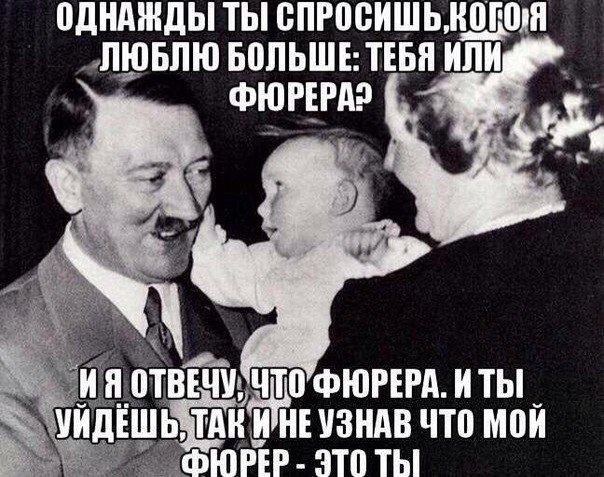 ОДНАЖДЫ ТЫ СПРОСИШЬ,КОГО Я
ЛЮБЛЮ БОЛЬШЕ: ТЕБЯ ИЛИ
ФЮРЕРА?
И Я ОТВЕЧУ, ЧТО ФЮРЕРА. И ТЫ
УЙДЁШЬ, ТАК И НЕ УЗНАВ ЧТО МОЙ
ФЮРЕР - ЭТО ТЫ